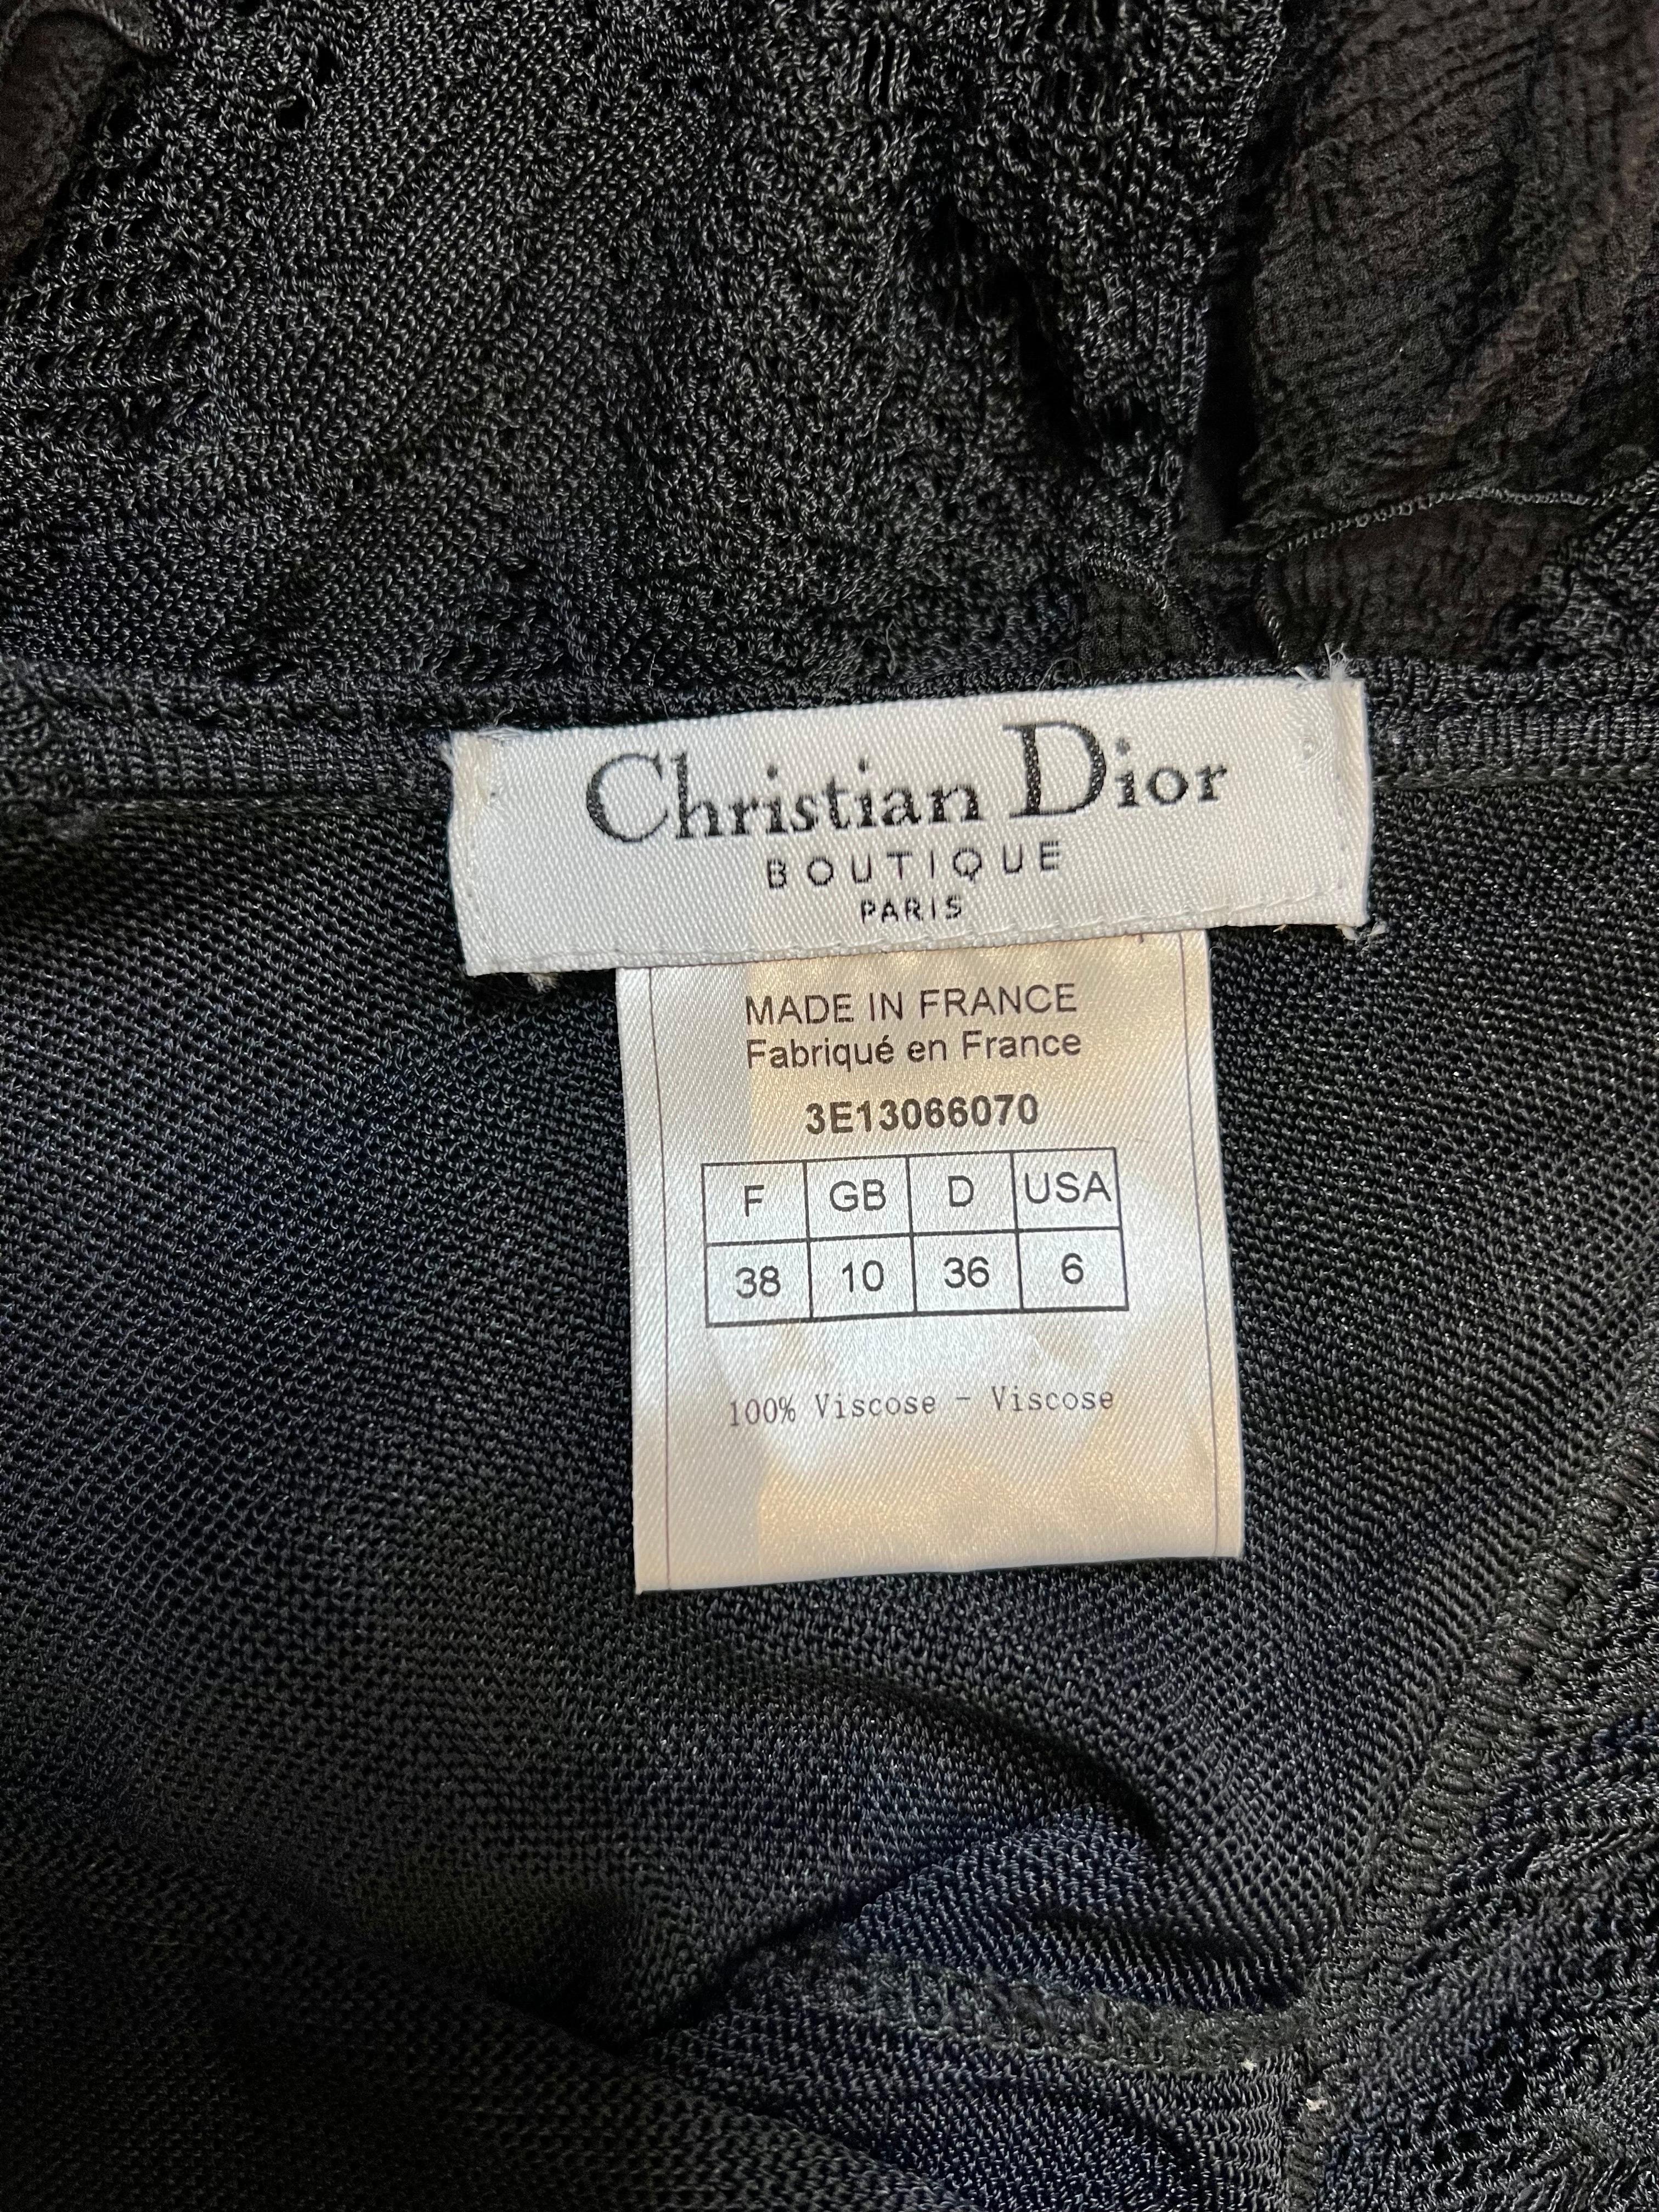 Christian Dior
BOUTIQUE
PARIS
MADE IN FRANCE
Fabriqué en France
3E13066070
F GB D USA
38 10 36 6
100% Viscose - Viscose